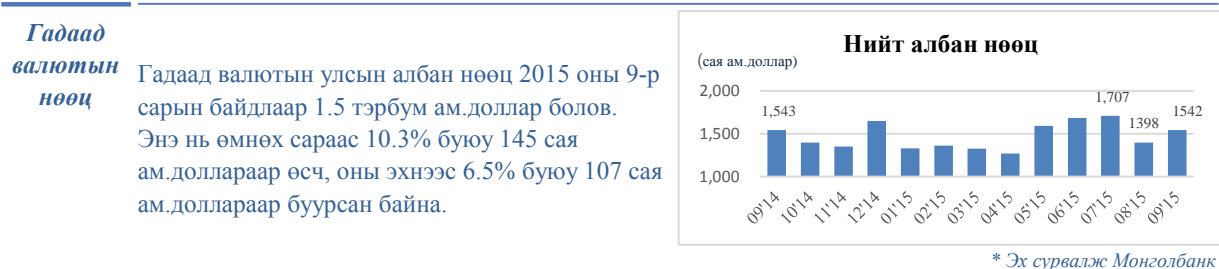 Гадаад
валютын
нөөц
Гадаад валютын улсын албан нөөц 2015 оны 9-р
сарын байдлаар 1.5 тэрбум ам.доллар болов.
Энэ нь өмнөх сараас 10.3% буюу 145 сая
ам.доллараар өсч, оны эхнээс 6.5% буюу 107 сая
ам.доллараар буурсан байна.
Нийт албан нөөц
(сая ам.доллар)
2,000
1,500
1,000
1,543
1,707
1398
1542
09'14
10'14
11'14
12'14
01'15
02'15
03'15
04'15
05'15
06'15
07'15
08'15
09'15
* Эх сурвалж Монголбанк